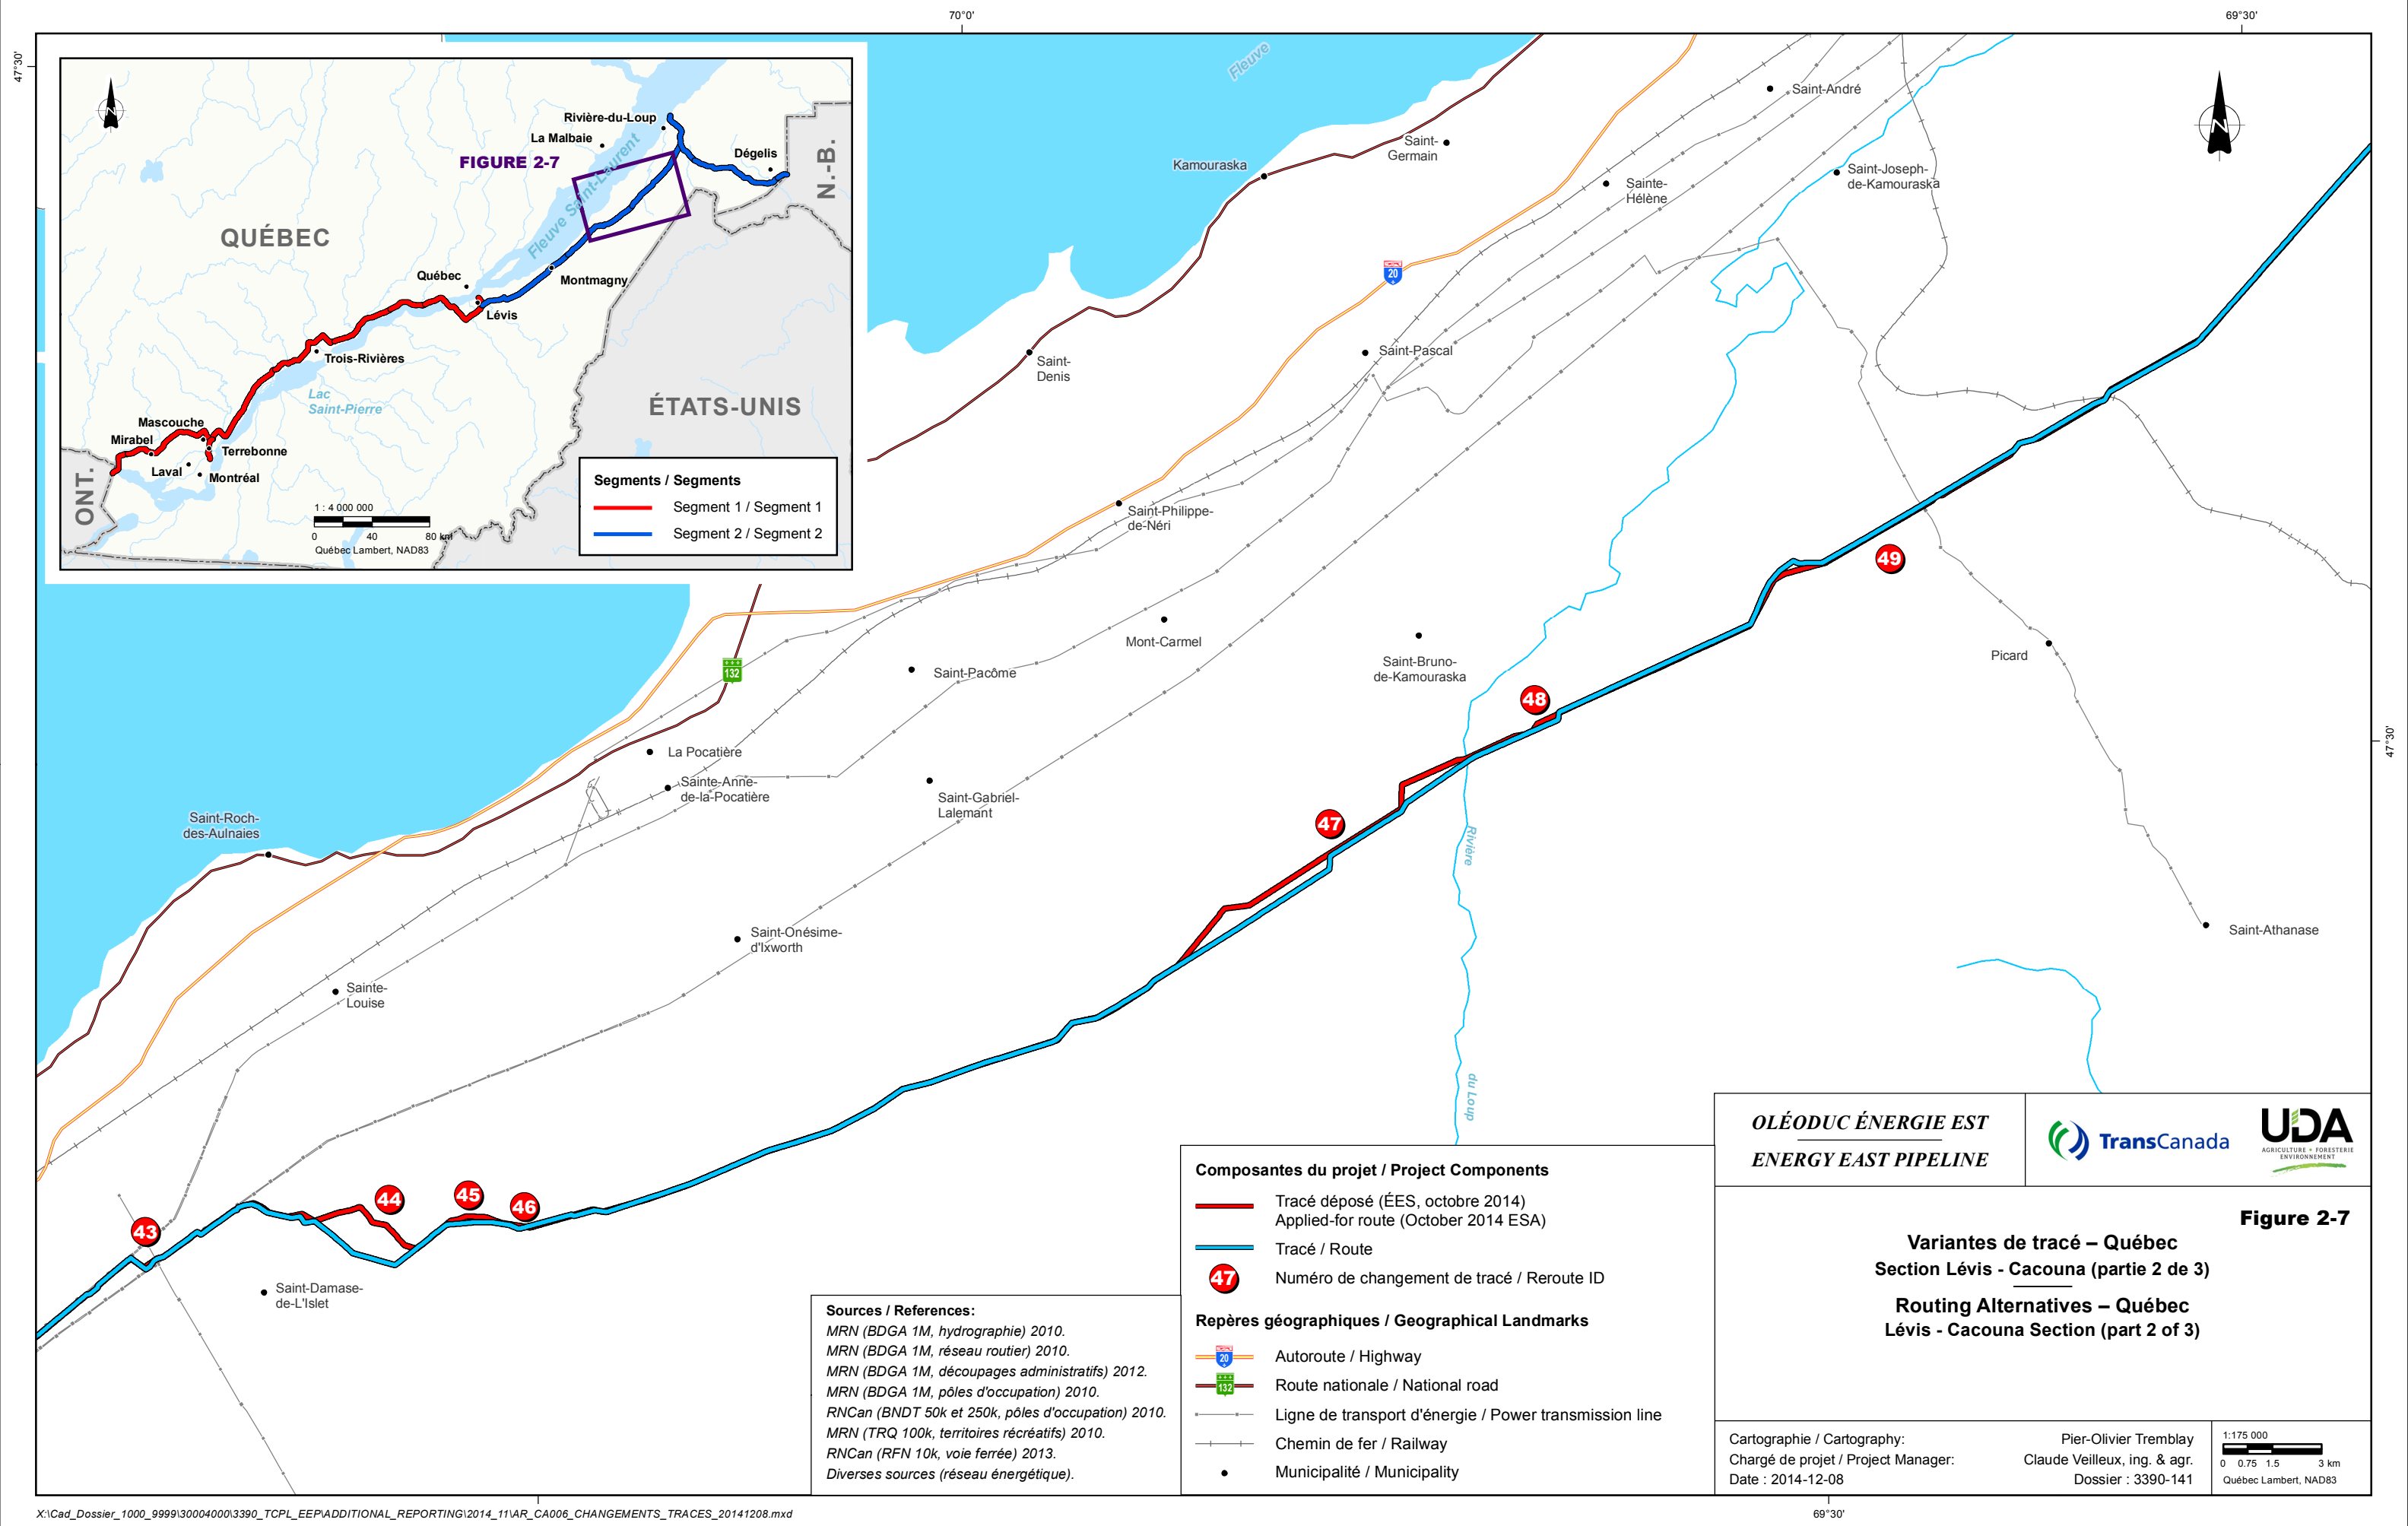 70°0'
69°30'
47°30'
Fleuve
Saint-André
Saint-
Germain
Kamouraska
Sainte-
Hélène
Saint-Joseph-
de-Kamouraska
N
N
Rivière-du-Loup
La Malbaie
FIGURE 2-7
Dégelis
N.-B.
Fleuve Saint-Laurent
QUÉBEC
Québec
Montmagny
Lévis
Trois-Rivières
Lac
Saint-Pierre
ÉTATS-UNIS
Mascouche
Mirabel
Terrebonne
Laval
Montréal
ONT.
1 : 4 000 000
0 40 80 km
Québec Lambert, NAD83
Segments / Segments
Segment 1 / Segment 1
Segment 2 / Segment 2
20
Saint-
Denis
Saint-Pascal
Saint-Philippe-
de-Néri
49
Mont-Carmel
Saint-Bruno-
de-Kamouraska
Picard
132
Saint-Pacôme
48
47°30'
La Pocatière
Sainte-Anne-
de-la-Pocatière
Saint-Gabriel-
Lalemant
Saint-Roch-
des-Aulnaies
47
Rivière
Saint-Onésime-
d'Ixworth
Saint-Athanase
Sainte-
Louise
du Loup
43
44
45
46
Saint-Damase-
de-L'Islet
Sources / References:
MRN (BDGA 1M, hydrographie) 2010.
MRN (BDGA 1M, réseau routier) 2010.
MRN (BDGA 1M, découpages administratifs) 2012.
MRN (BDGA 1M, pôles d'occupation) 2010.
RNCan (BNDT 50k et 250k, pôles d'occupation) 2010.
MRN (TRQ 100k, territoires récréatifs) 2010.
RNCan (RFN 10k, voie ferrée) 2013.
Diverses sources (réseau énergétique).
Composantes du projet / Project Components
Tracé déposé (ÉES, octobre 2014)
Applied-for route (October 2014 ESA)
Tracé / Route
47 Numéro de changement de tracé / Reroute ID
Repères géographiques / Geographical Landmarks
20 Autoroute / Highway
132 Route nationale / National road
Ligne de transport d'énergie / Power transmission line
Chemin de fer / Railway
Municipalité / Municipality
OLÉODUC ÉNERGIE EST
ENERGY EAST PIPELINE
TransCanada
UDA
AGRICULTURE • FORESTERIE
ENVIRONNEMENT
Figure 2-7
Variantes de tracé – Québec
Section Lévis - Cacouna (partie 2 de 3)
Routing Alternatives – Québec
Lévis - Cacouna Section (part 2 of 3)
Cartographie / Cartography: Pier-Olivier Tremblay
Chargé de projet / Project Manager: Claude Veilleux, ing. & agr.
Date : 2014-12-08 Dossier : 3390-141
1:175 000
0 0.75 1.5 3 km
Québec Lambert, NAD83
X:\Cad_Dossier_1000_9999\30004000\3390_TCPL_EEP\ADDITIONAL_REPORTING\2014_11\AR_CA006_CHANGEMENTS_TRACES_20141208.mxd
69°30'